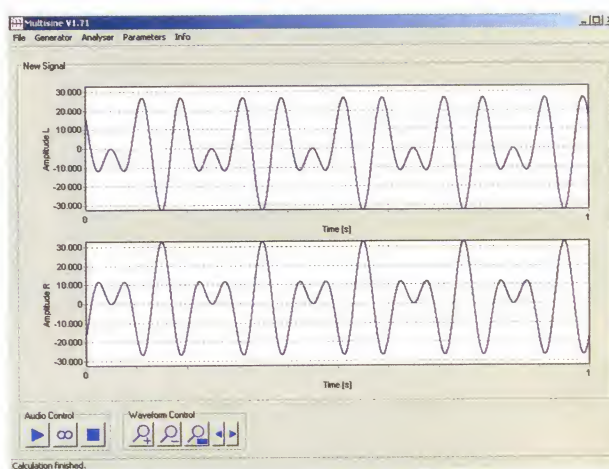 Multisine V1.71
File Generator Analyser Parameters Info
New Signal
Amplitude L
30.000
20.000
10.000
0
-10.000
-20.000
-30.000
0
1
Time [s]
Amplitude R
30.000
20.000
10.000
0
-10.000
-20.000
-30.000
0
1
Time [s]
Audio Control
Waveform Control
Calculation finished.